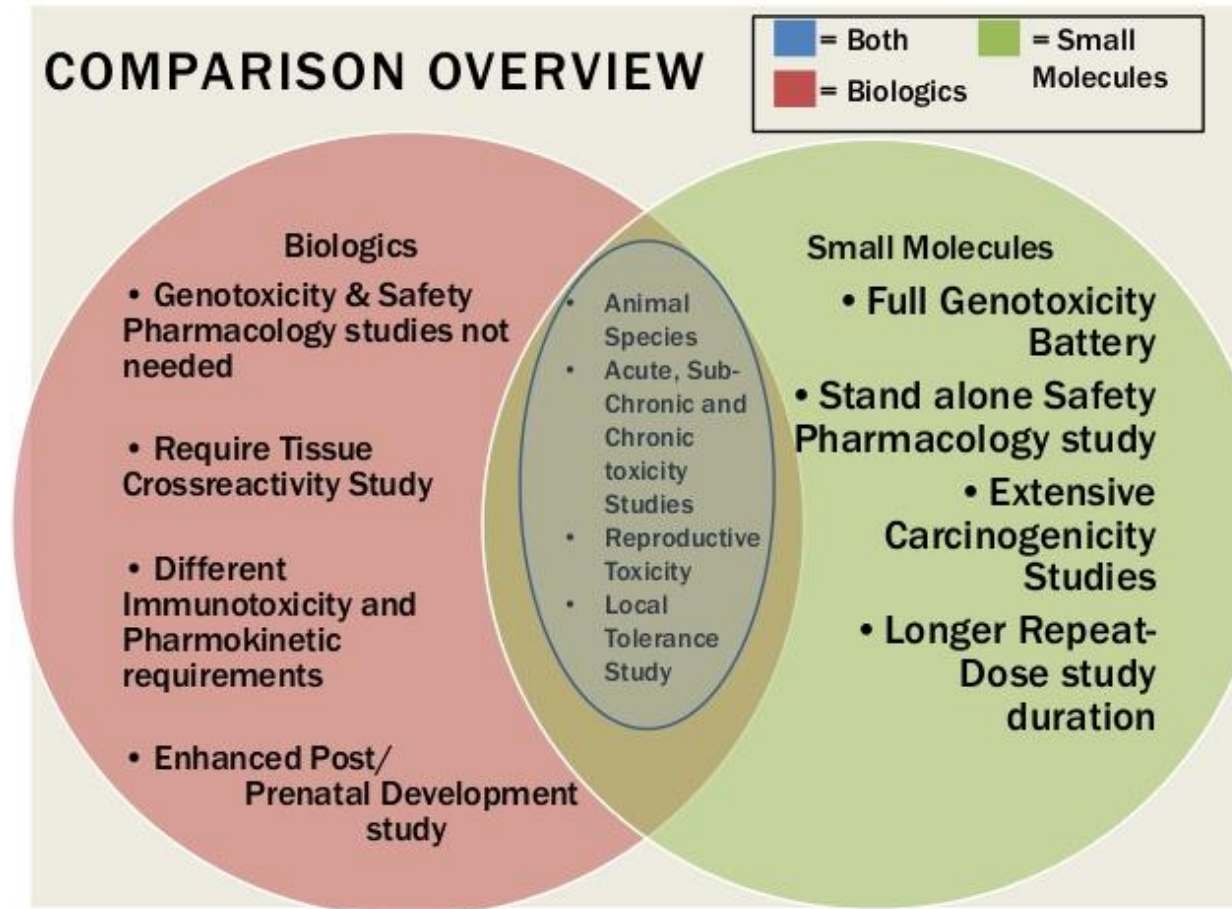 COMPARISON OVERVIEW
= Both
= Biologics
= Small
Molecules
Biologics
• Genotoxicity & Safety
Pharmacology studies not
needed
• Require Tissue
Crossreactivity Study
• Different
Immunotoxicity and
Pharmokinetic
requirements
• Enhanced Post/
Prenatal Development
study
• Animal
Species
• Acute, Sub-
Chronic and
Chronic
toxicity
Studies
• Reproductive
Toxicity
• Local
Tolerance
Study
Small Molecules
• Full Genotoxicity
Battery
• Stand alone Safety
Pharmacology study
• Extensive
Carcinogenicity
Studies
• Longer Repeat-
Dose study
duration